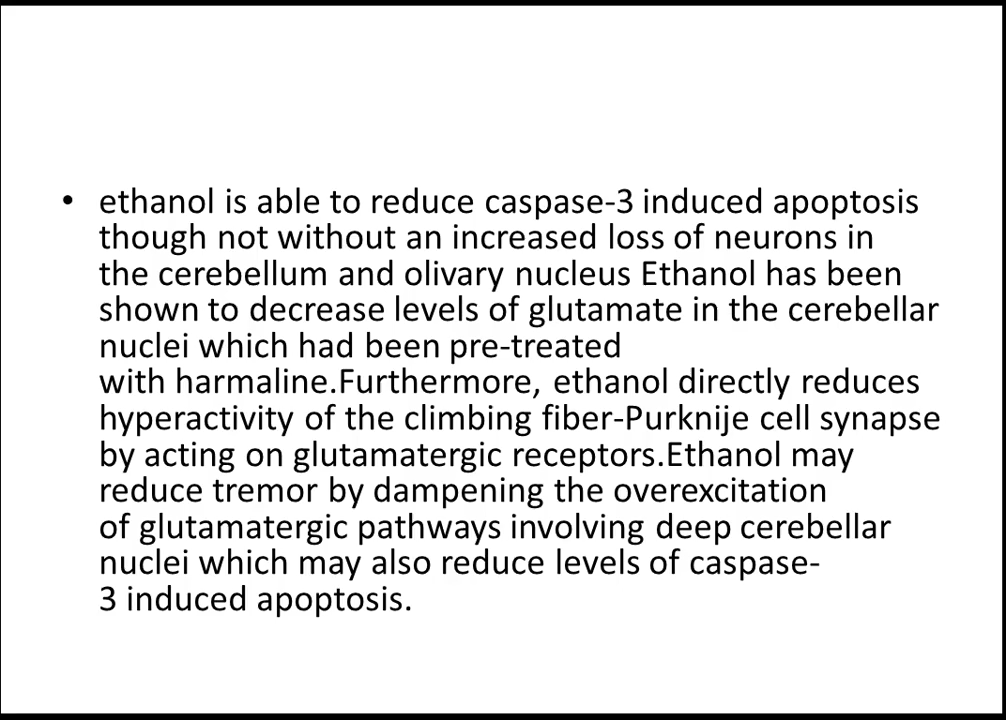 • ethanol is able to reduce caspase-3 induced apoptosis
though not without an increased loss of neurons in
the cerebellum and olivary nucleus Ethanol has been
shown to decrease levels of glutamate in the cerebellar
nuclei which had been pre-treated
with harmaline.Furthermore, ethanol directly reduces
hyperactivity of the climbing fiber-Purknije cell synapse
by acting on glutamatergic receptors.Ethanol may
reduce tremor by dampening the overexcitation
of glutamatergic pathways involving deep cerebellar
nuclei which may also reduce levels of caspase-
3 induced apoptosis.